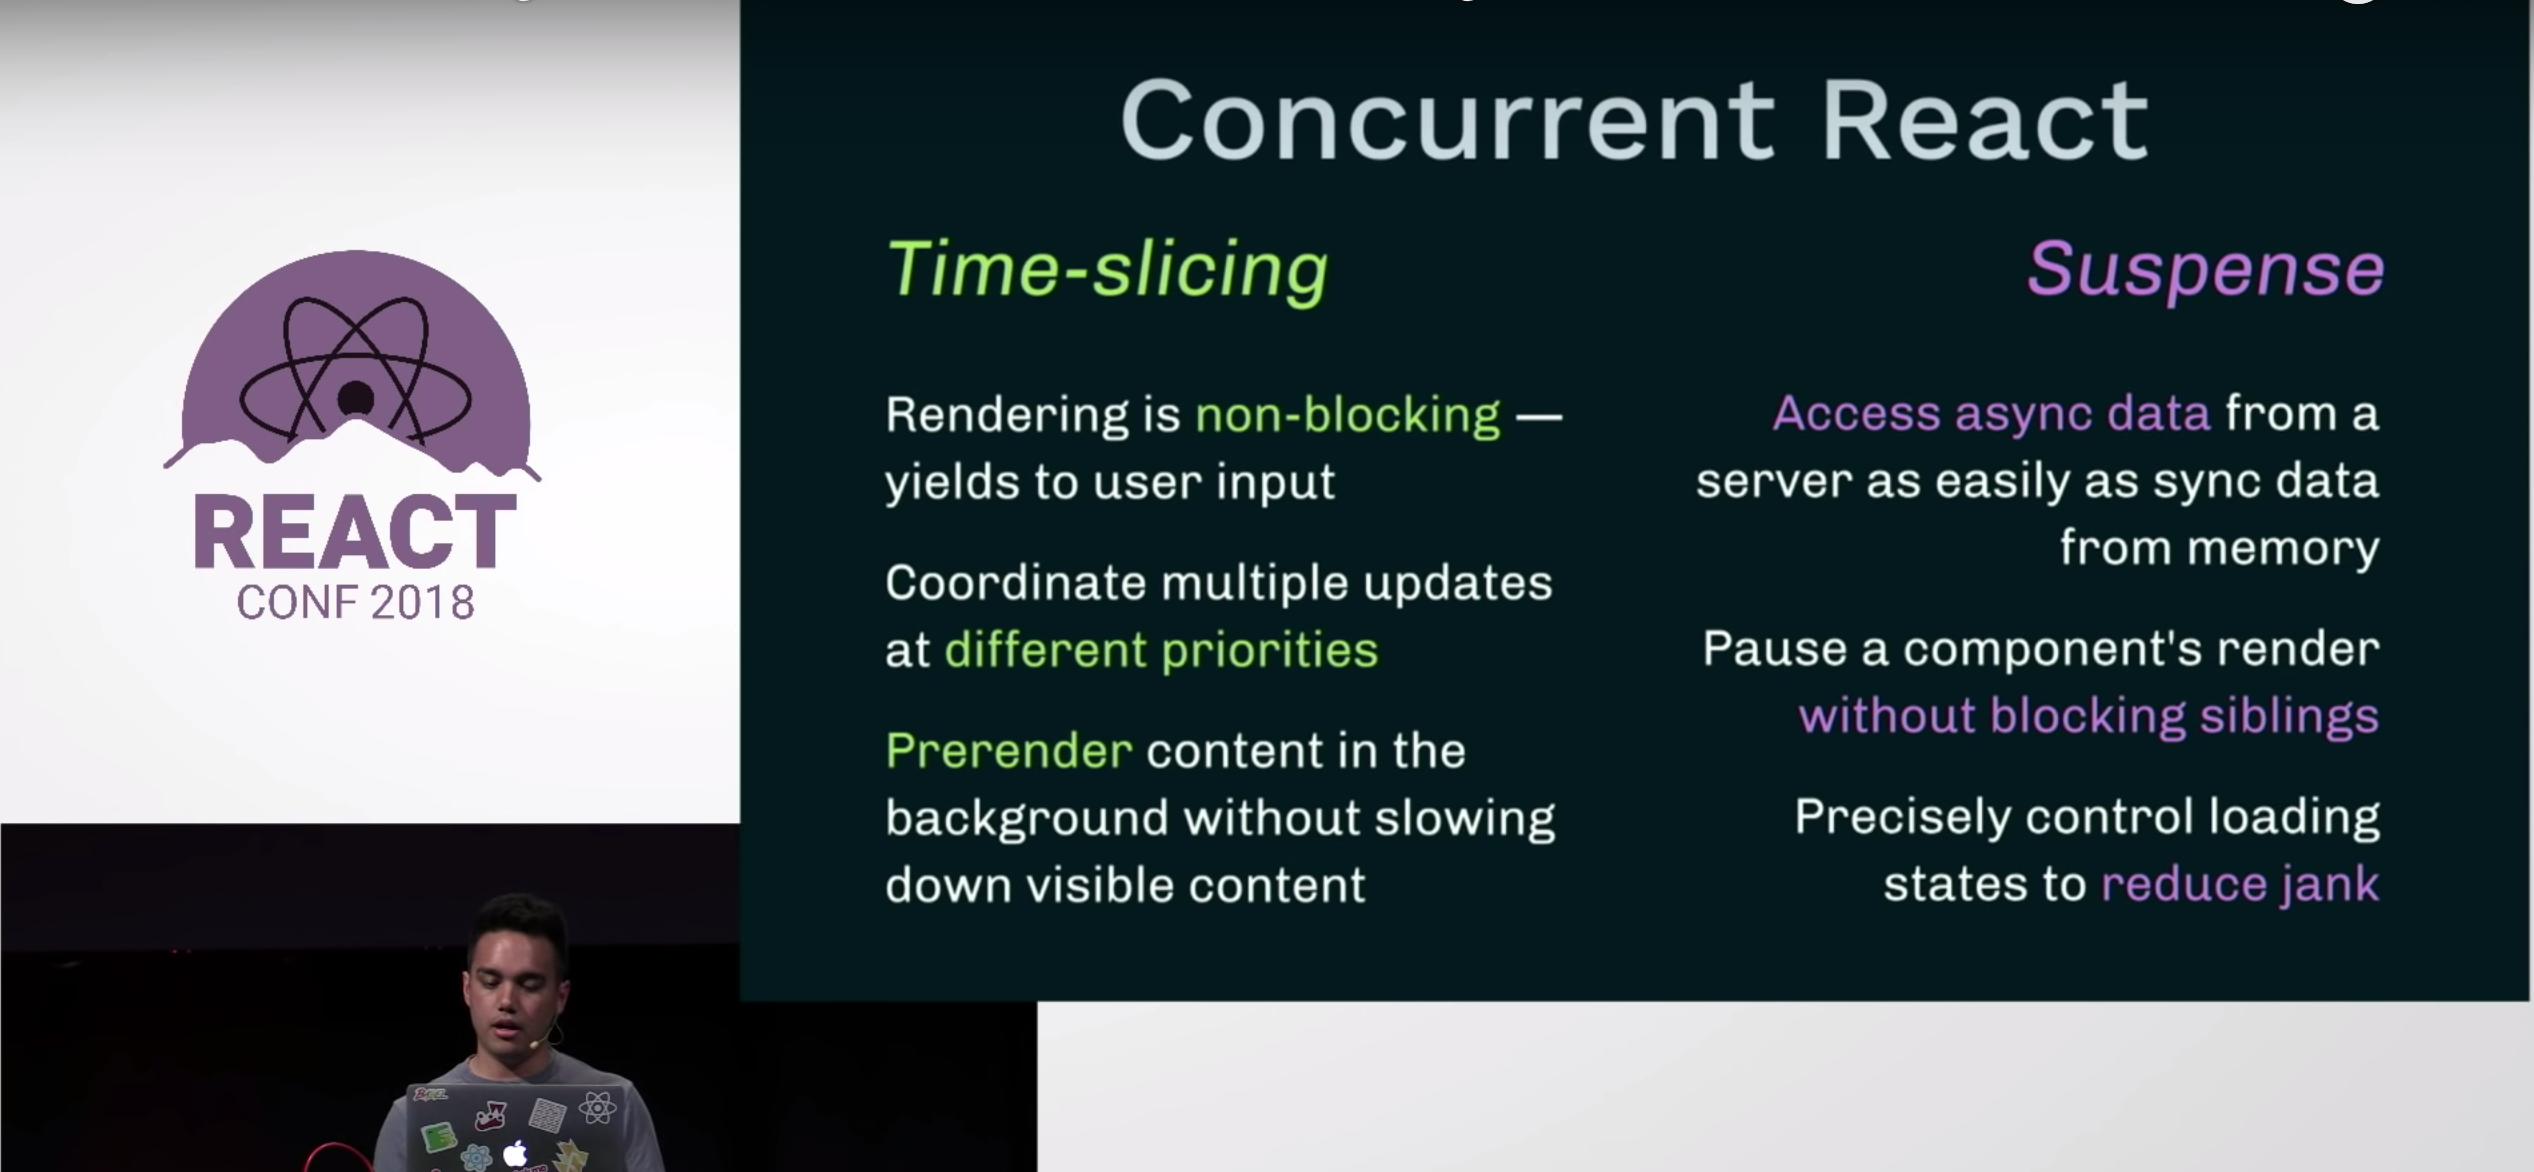 REACT
CONF 2018
Concurrent React
Time-slicing
Rendering is non-blocking —
yields to user input
Coordinate multiple updates
at different priorities
Prerender content in the
background without slowing
down visible content
Suspense
Access async data from a
server as easily as sync data
from memory
Pause a component's render
without blocking siblings
Precisely control loading
states to reduce jank